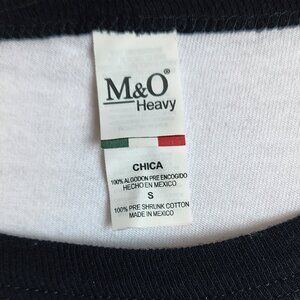 M&O®
Heavy
CHICA
100% ALGODON PRE ENCOGIDO
HECHO EN MEXICO
S
100% PRE SHRUNK COTTON
MADE IN MEXICO